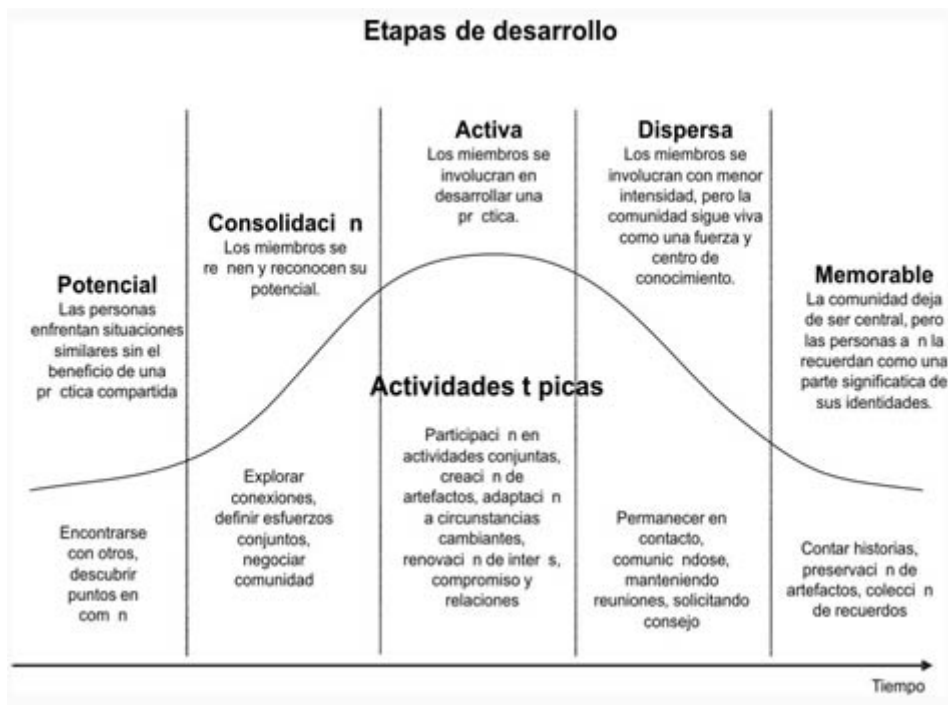 Etapas de desarrollo
Potencial
Las personas
enfrentan situaciones
similares sin el
beneficio de una
pr ctica compartida
Consolidaci n
Los miembros se
re nen y reconocen su
potencial.
Activa
Los miembros se
involucran en
desarrollar una
pr ctica.
Dispersa
Los miembros se
involucran con menor
intensidad, pero la
comunidad sigue viva
como una fuerza y
centro de
conocimiento.
Memorable
La comunidad deja
de ser central, pero
las personas a n la
recuerdan como una
parte significatica de
sus identidades.
Actividades t picas
Encontrarse
con otros,
descubrir
puntos en
com n
Explorar
conexiones,
definir esfuerzos
conjuntos,
negociar
comunidad
Participaci n en
actividades conjuntas,
creaci n de
artefactos, adaptaci n
a circunstancias
cambiantes,
renovaci n de inter s,
compromiso y
relaciones
Permanecer en
contacto,
comunic ndose,
manteniendo
reuniones, solicitando
consejo
Contar historias,
preservaci n de
artefactos, colecci n
de recuerdos
Tiempo